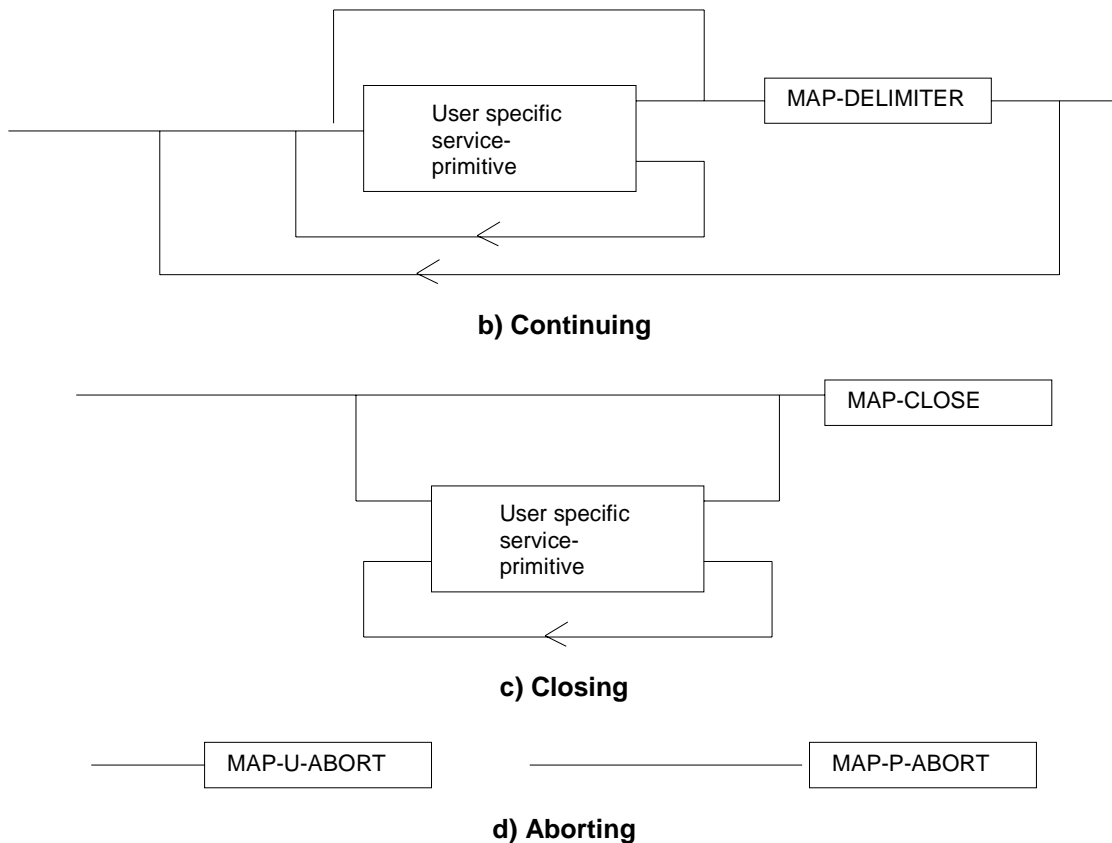 User specific
service-
primitive
MAP-DELIMITER
b) Continuing
MAP-CLOSE
User specific
service-
primitive
c) Closing
MAP-U-ABORT
MAP-P-ABORT
d) Aborting